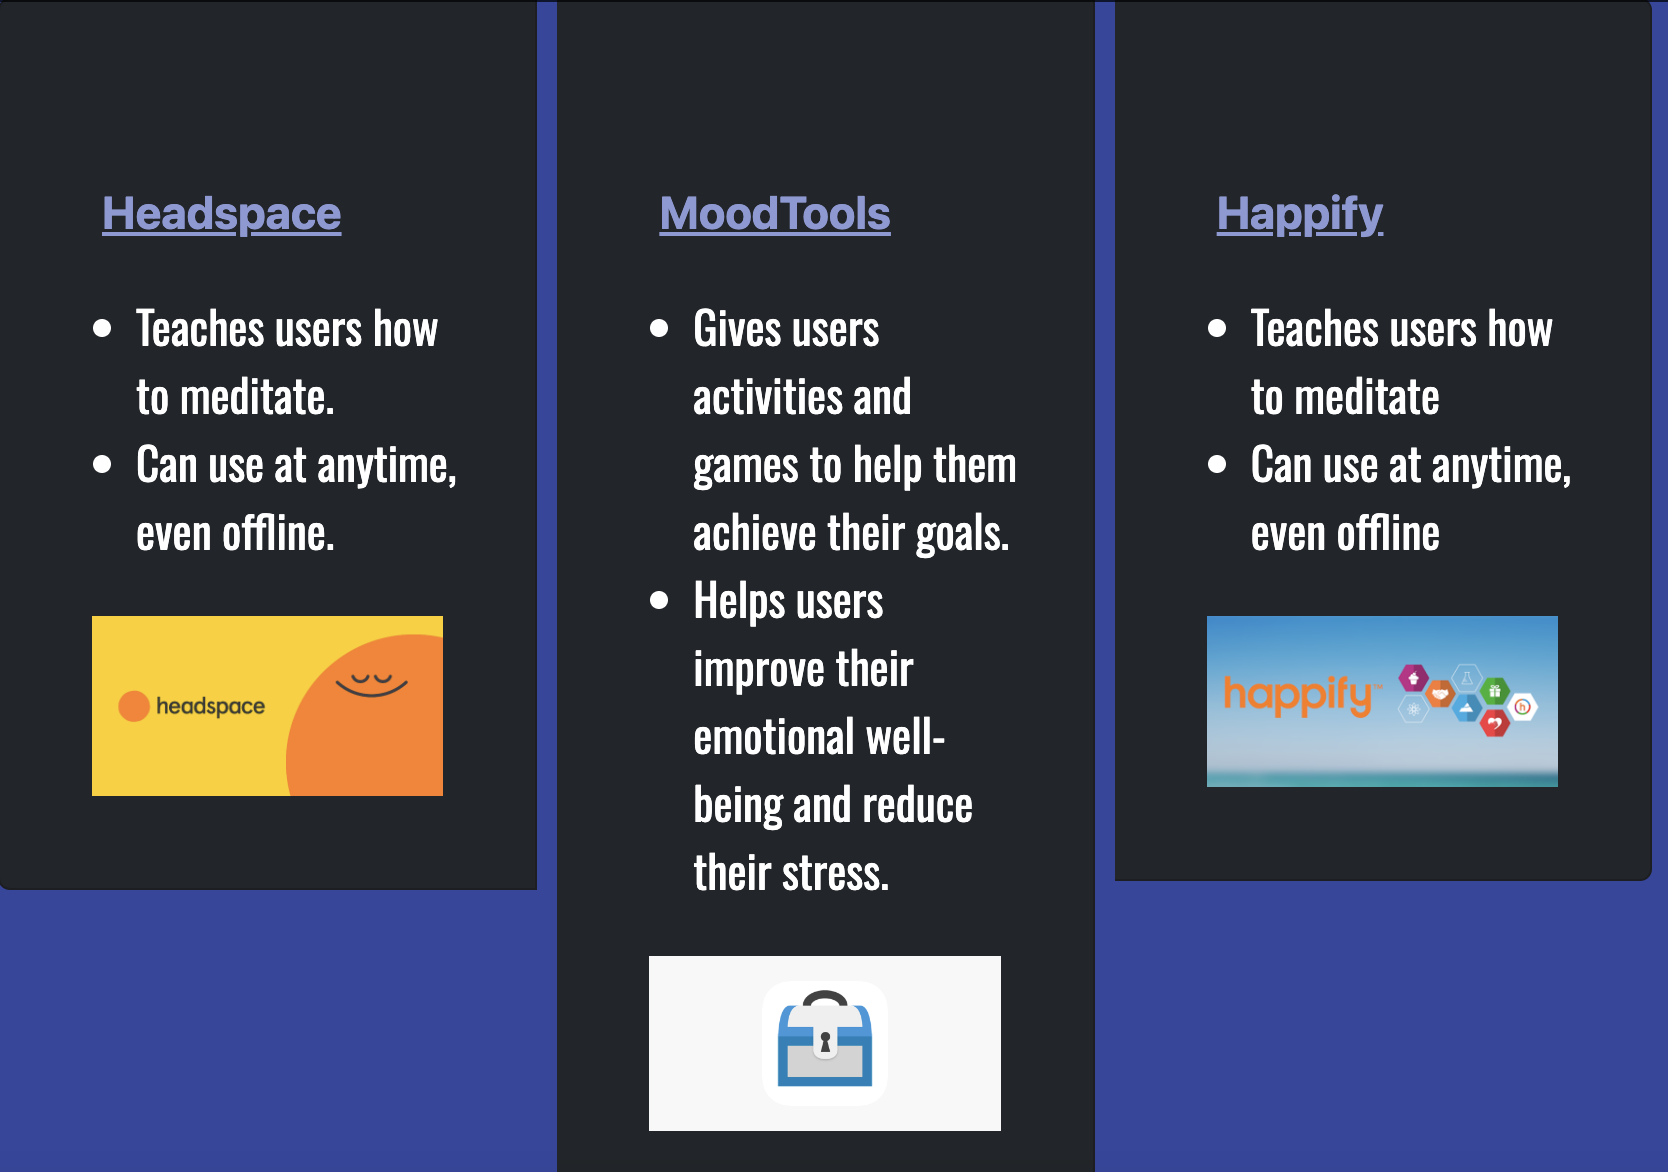 Headspace
Teaches users how
to meditate.
Can use at anytime,
even offline.
headspace
MoodTools
Gives users
activities and
games to help them
achieve their goals.
Helps users
improve their
emotional well-
being and reduce
their stress.
Happify
Teaches users how
to meditate
Can use at anytime,
even offline
happify™
h